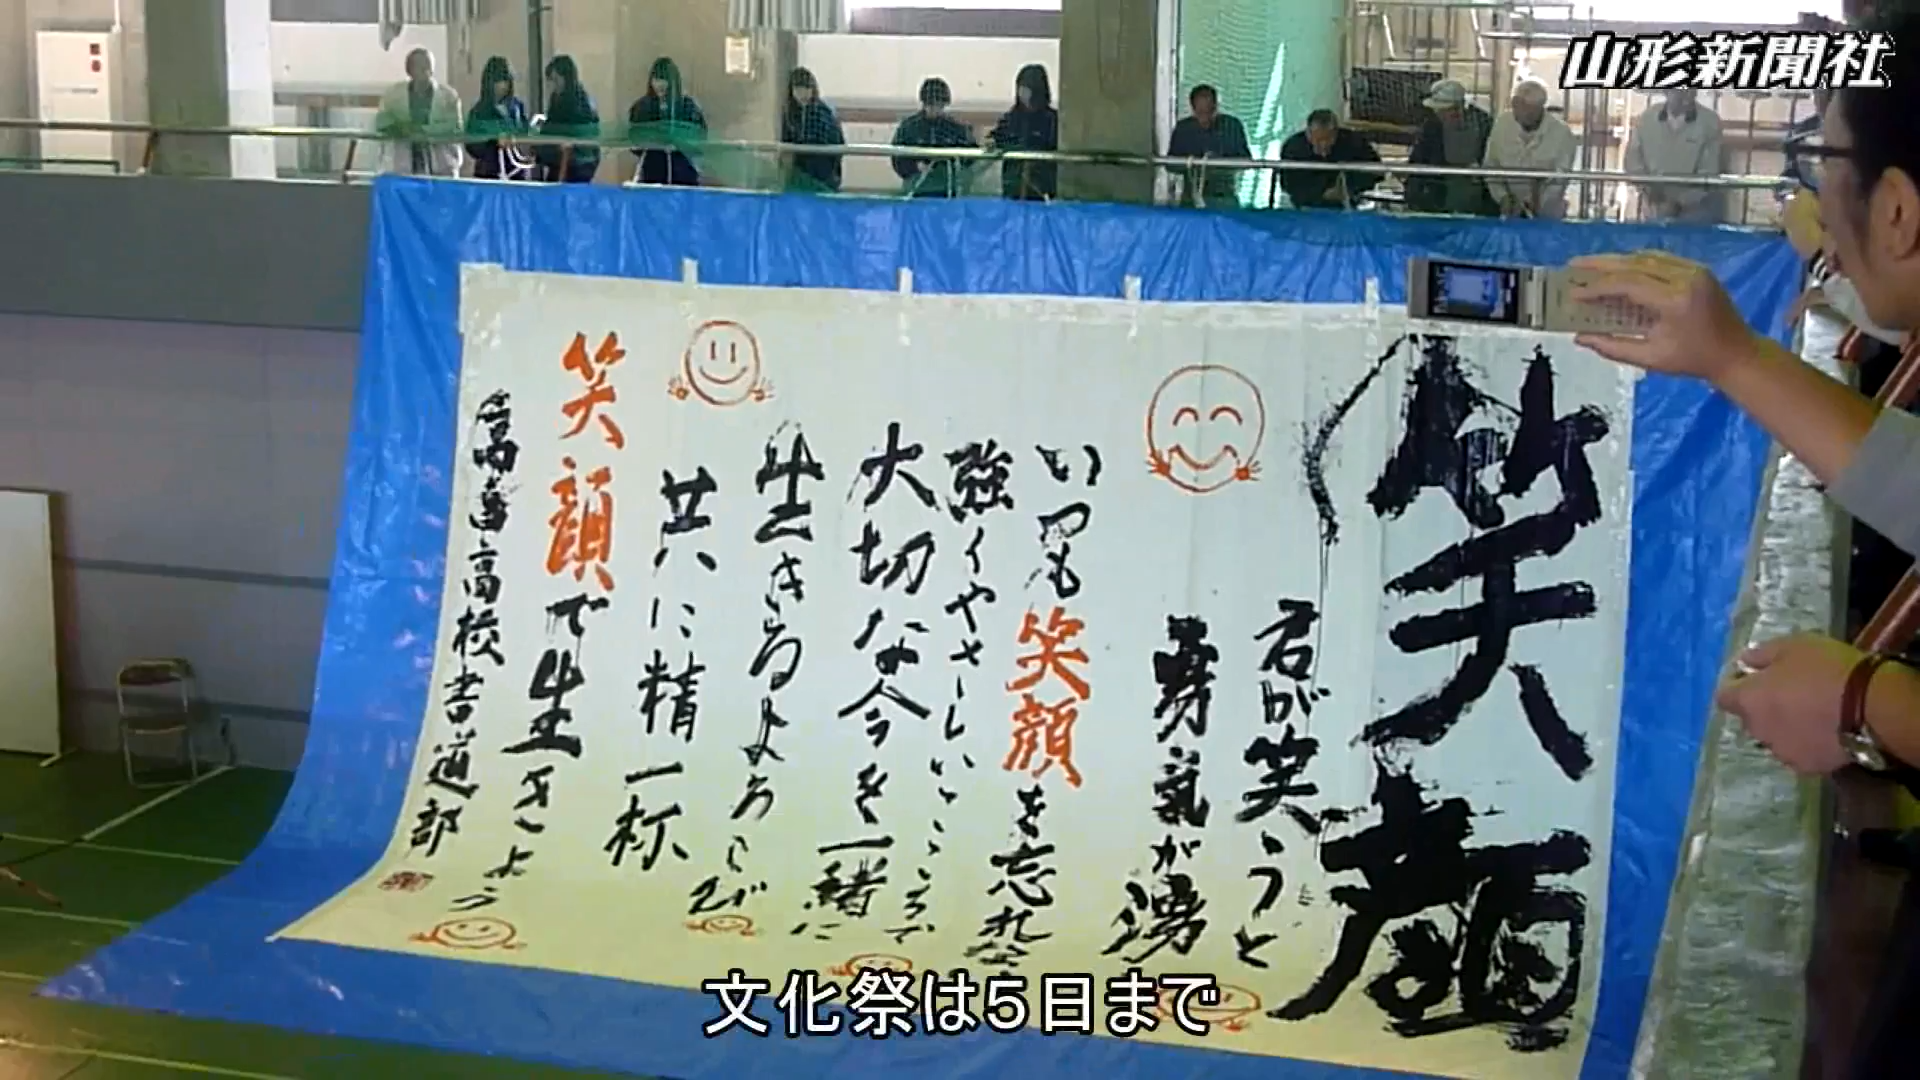 山形新聞社
笑顔
君が笑うと
勇気が湧
いつも笑顔を忘れな
強くやさしいこころで
大切な今を一緒に
生きるよろこび
共に精一杯
笑顔で生きよう
高畠高校書道部
文化祭は5日まで